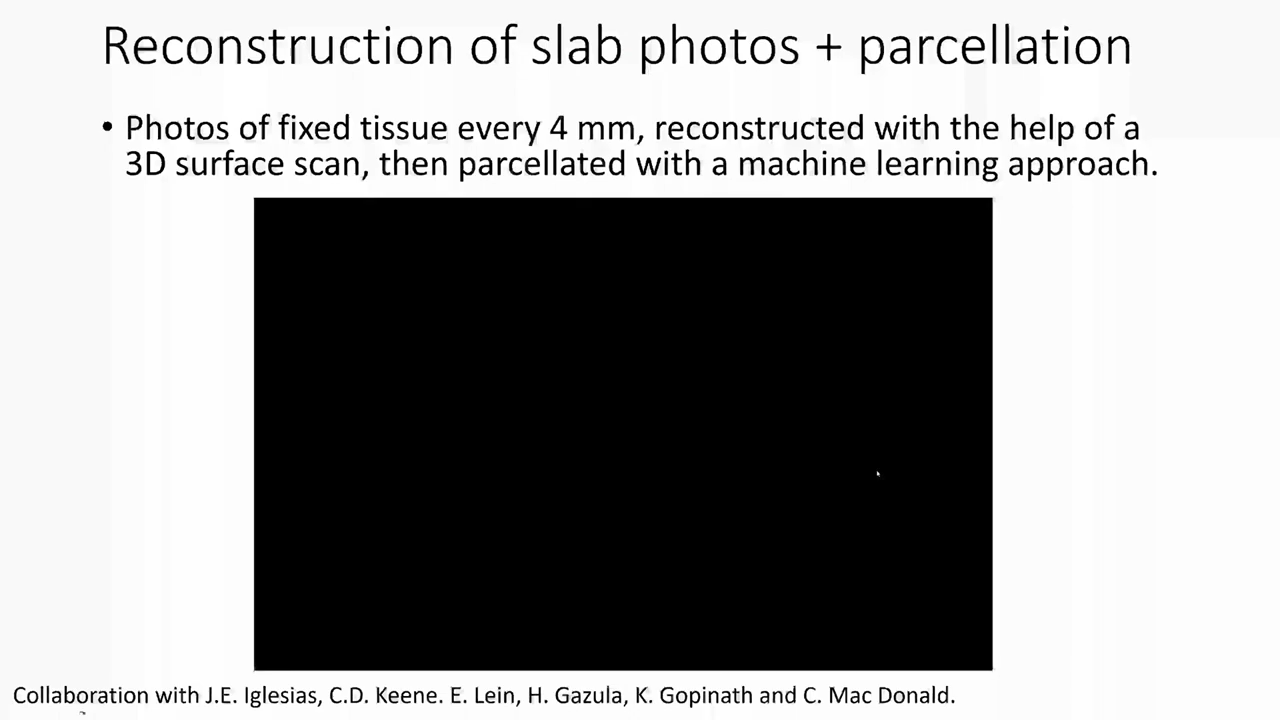 Reconstruction of slab photos + parcellation
• Photos of fixed tissue every 4 mm, reconstructed with the help of a
3D surface scan, then parcellated with a machine learning approach.
Collaboration with J.E. Iglesias, C.D. Keene. E. Lein, H. Gazula, K. Gopinath and C. Mac Donald.